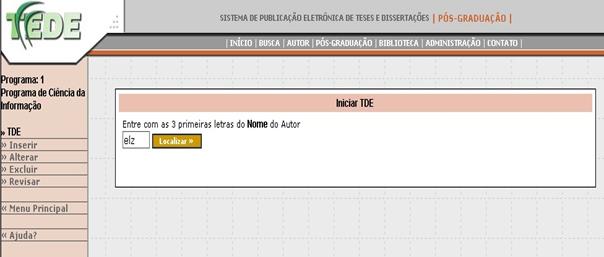 TEDE
SISTEMA DE PUBLICAÇÃO ELETRÔNICA DE TESES E DISSERTAÇÕES | PÓS-GRADUAÇÃO |
| INÍCIO | BUSCA | AUTOR | PÓS-GRADUAÇÃO | BIBLIOTECA | ADMINISTRAÇÃO | CONTATO |
Programa: 1
Programa de Ciência da
Informação
» TDE
» Inserir
» Alterar
» Excluir
» Revisar
« Menu Principal
« Ajuda?
Iniciar TDE
Entre com as 3 primeiras letras do Nome do Autor
elz Localizar »